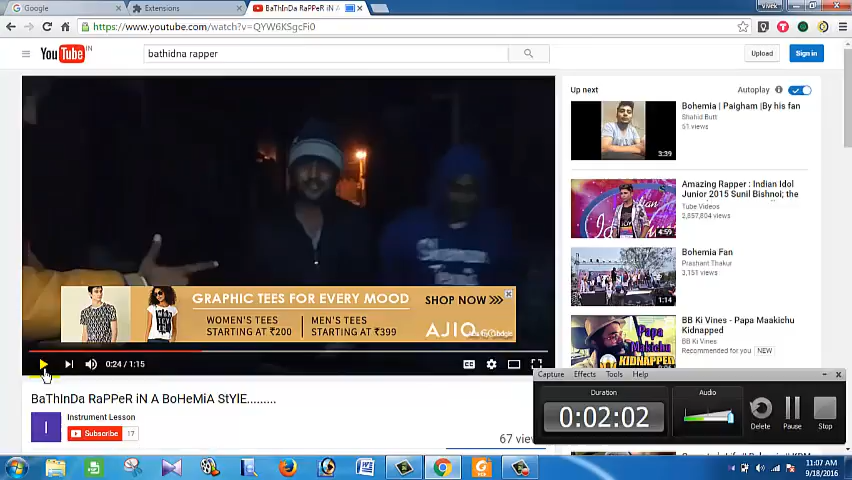 Google
Extensions
BaThInDa RaPPeR iN A
vivek
https://www.youtube.com/watch?v=QYW6KSgcFi0
YouTube IN
bathidna rapper
Upload
Sign in
Up next
Autoplay
Bohemia | Paigham |By his fan
Shahid Butt
51 views
3:39
Amazing Rapper : Indian Idol
Junior 2015 Sunil Bishnoi; the
Tube Videos
2,857,804 views
4:59
Bohemia Fan
Prashant Thakur
3,151 views
1:14
BB Ki Vines - Papa Maakichu
Kidnapped
BB Ki Vines
Recommended for you NEW
Papa
Makichu
KIDNAPPED
GRAPHIC TEES FOR EVERY MOOD
SHOP NOW
WOMEN'S TEES
STARTING AT ₹200
MEN'S TEES
STARTING AT ₹399
AJIO
0:24 / 1:15
CC
BaThInDa RaPPeR iN A BoHeMiA StYlE.........
I
Instrument Lesson
Subscribe 17
67 view
Capture Effects Tools Help
Duration
0:02:02
Audio
Delete
Pause
Stop
11:07 AM
9/18/2016